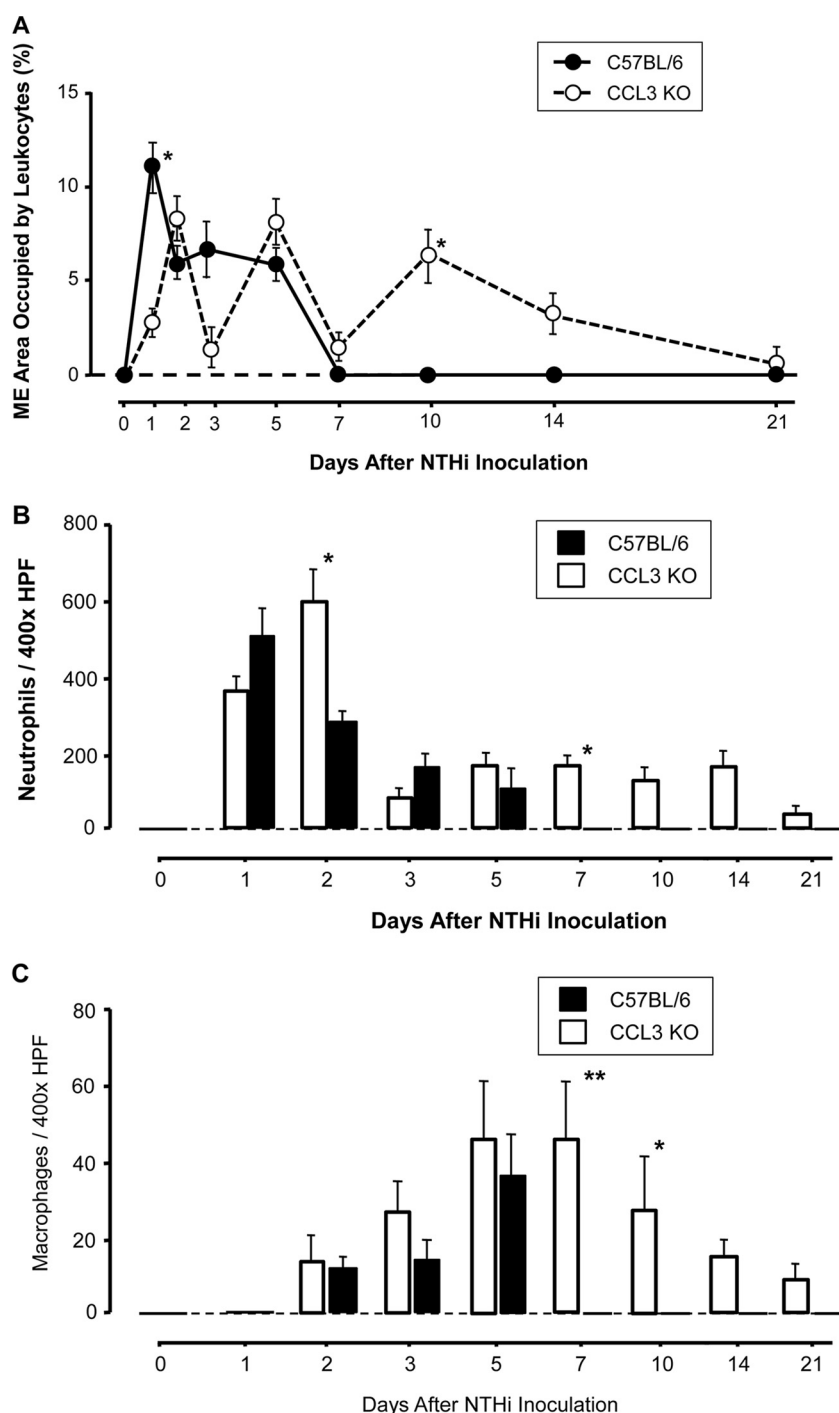 A
ME Area Occupied by Leukocytes (%)
C57BL/6
CCL3 KO
15
10
5
0
*
*
0 1 2 3 5 7 10 14 21
Days After NTHi Inoculation
B
Neutrophils / 400x HPF
C57BL/6
CCL3 KO
800
600
400
200
0
*
*
0 1 2 3 5 7 10 14 21
Days After NTHi Inoculation
C
Macrophages / 400x HPF
C57BL/6
CCL3 KO
80
60
40
20
0
**
*
0 1 2 3 5 7 10 14 21
Days After NTHi Inoculation